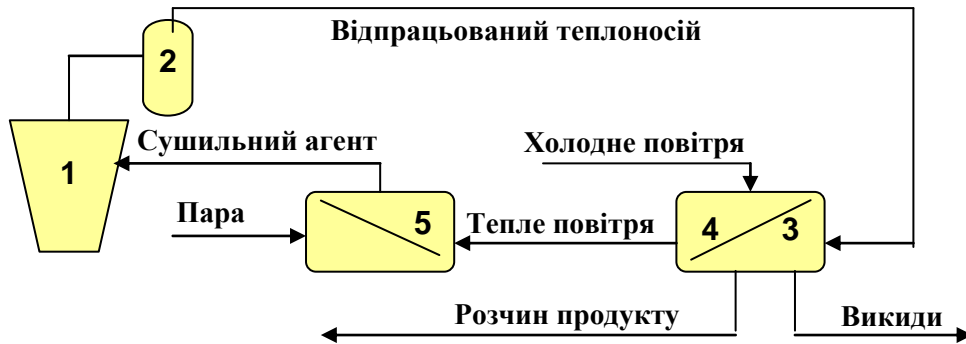 Відпрацьований теплоносій
2
Сушильний агент
Холодне повітря
1
Пара
5
Тепле повітря
4
3
Розчин продукту
Викиди